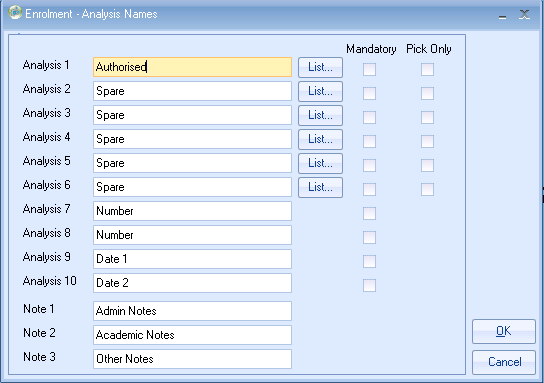 Enrolment - Analysis Names
Mandatory Pick Only
Analysis 1 Authorised List...
Analysis 2 Spare List...
Analysis 3 Spare List...
Analysis 4 Spare List...
Analysis 5 Spare List...
Analysis 6 Spare List...
Analysis 7 Number
Analysis 8 Number
Analysis 9 Date 1
Analysis 10 Date 2
Note 1 Admin Notes
Note 2 Academic Notes
Note 3 Other Notes
OK
Cancel